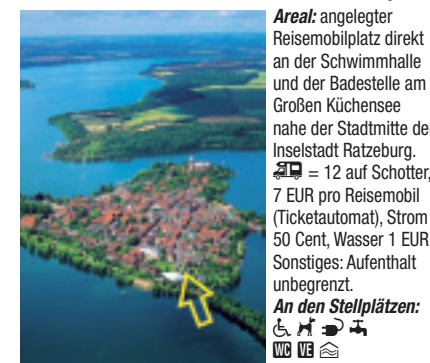 Areal: angelegter
Reisemobilplatz direkt
an der Schwimmhalle
und der Badestelle am
Großen Küchensee
nahe der Stadtmitte der
Inselstadt Ratzeburg.
= 12 auf Schotter,
7 EUR pro Reisemobil
(Ticketautomat), Strom
50 Cent, Wasser 1 EUR
Sonstiges: Aufenthalt
unbegrenzt.
An den Stellplätzen:
WC VE